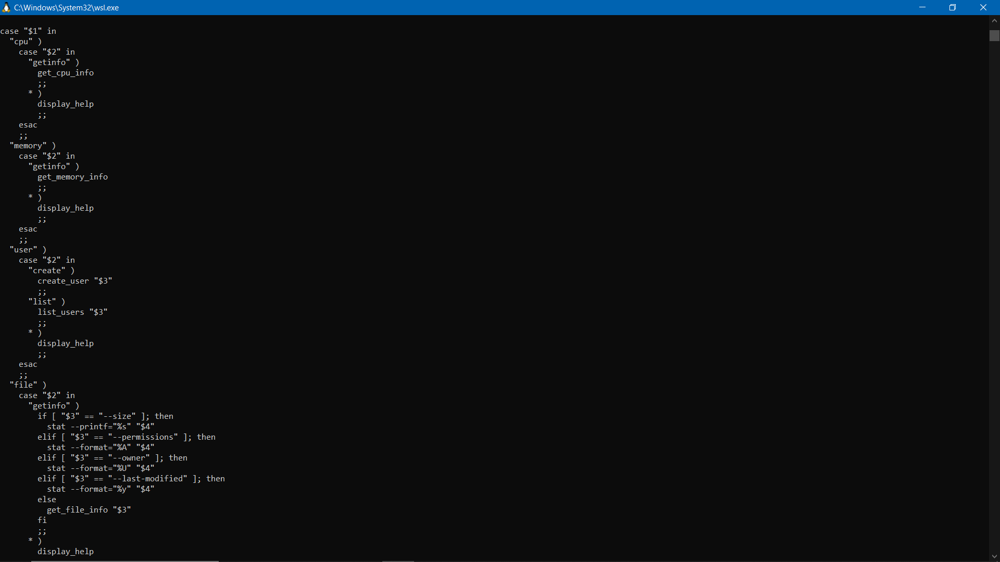 C:\Windows\System32\wsl.exe
case "$1" in
  "cpu" )
    case "$2" in
      "getinfo" )
        get_cpu_info
        ;;
      * )
        display_help
        ;;
    esac
    ;;
  "memory" )
    case "$2" in
      "getinfo" )
        get_memory_info
        ;;
      * )
        display_help
        ;;
    esac
    ;;
  "user" )
    case "$2" in
      "create" )
        create_user "$3"
        ;;
      "list" )
        list_users "$3"
        ;;
      * )
        display_help
        ;;
    esac
    ;;
  "file" )
    case "$2" in
      "getinfo" )
        if [ "$3" == "--size" ]; then
          stat --printf="%s" "$4"
        elif [ "$3" == "--permissions" ]; then
          stat --format="%A" "$4"
        elif [ "$3" == "--owner" ]; then
          stat --format="%U" "$4"
        elif [ "$3" == "--last-modified" ]; then
          stat --format="%y" "$4"
        else
          get_file_info "$3"
        fi
        ;;
      * )
        display_help